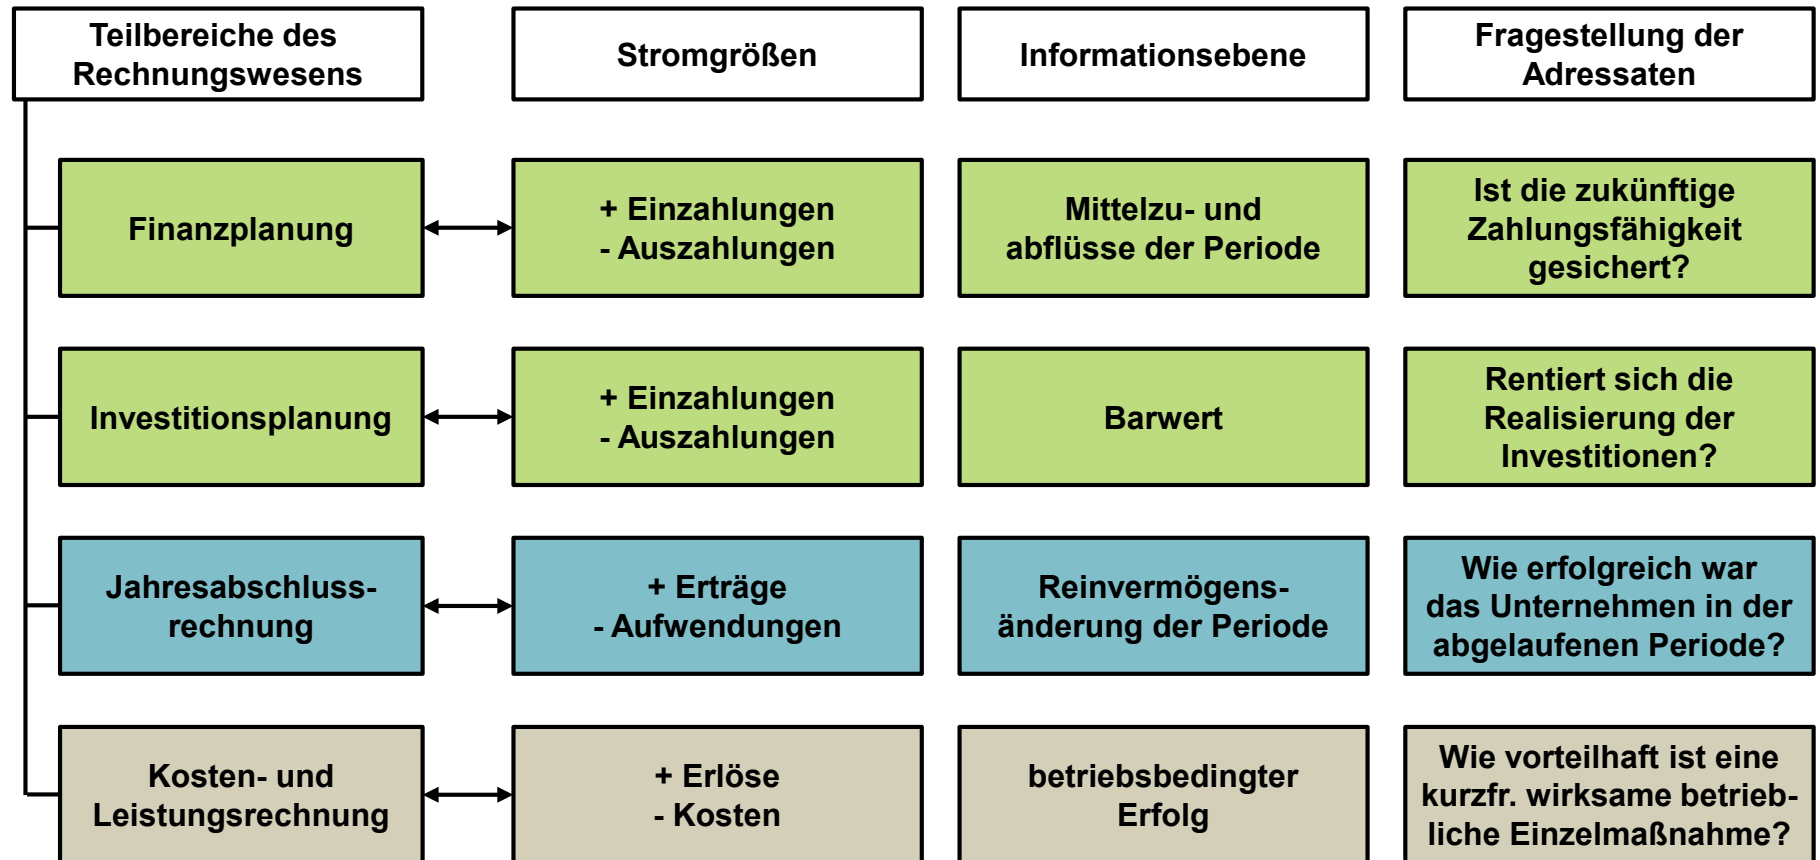 Teilbereiche des
Rechnungswesens
Stromgrößen
Informationsebene
Fragestellung der
Adressaten
Finanzplanung
+ Einzahlungen
- Auszahlungen
Mittelzu- und
abflüsse der Periode
Ist die zukünftige
Zahlungsfähigkeit
gesichert?
Investitionsplanung
+ Einzahlungen
- Auszahlungen
Barwert
Rentiert sich die
Realisierung der
Investitionen?
Jahresabschluss-
rechnung
+ Erträge
- Aufwendungen
Reinvermögens-
änderung der Periode
Wie erfolgreich war
das Unternehmen in der
abgelaufenen Periode?
Kosten- und
Leistungsrechnung
+ Erlöse
- Kosten
betriebsbedingter
Erfolg
Wie vorteilhaft ist eine
kurzfr. wirksame betrieb-
liche Einzelmaßnahme?